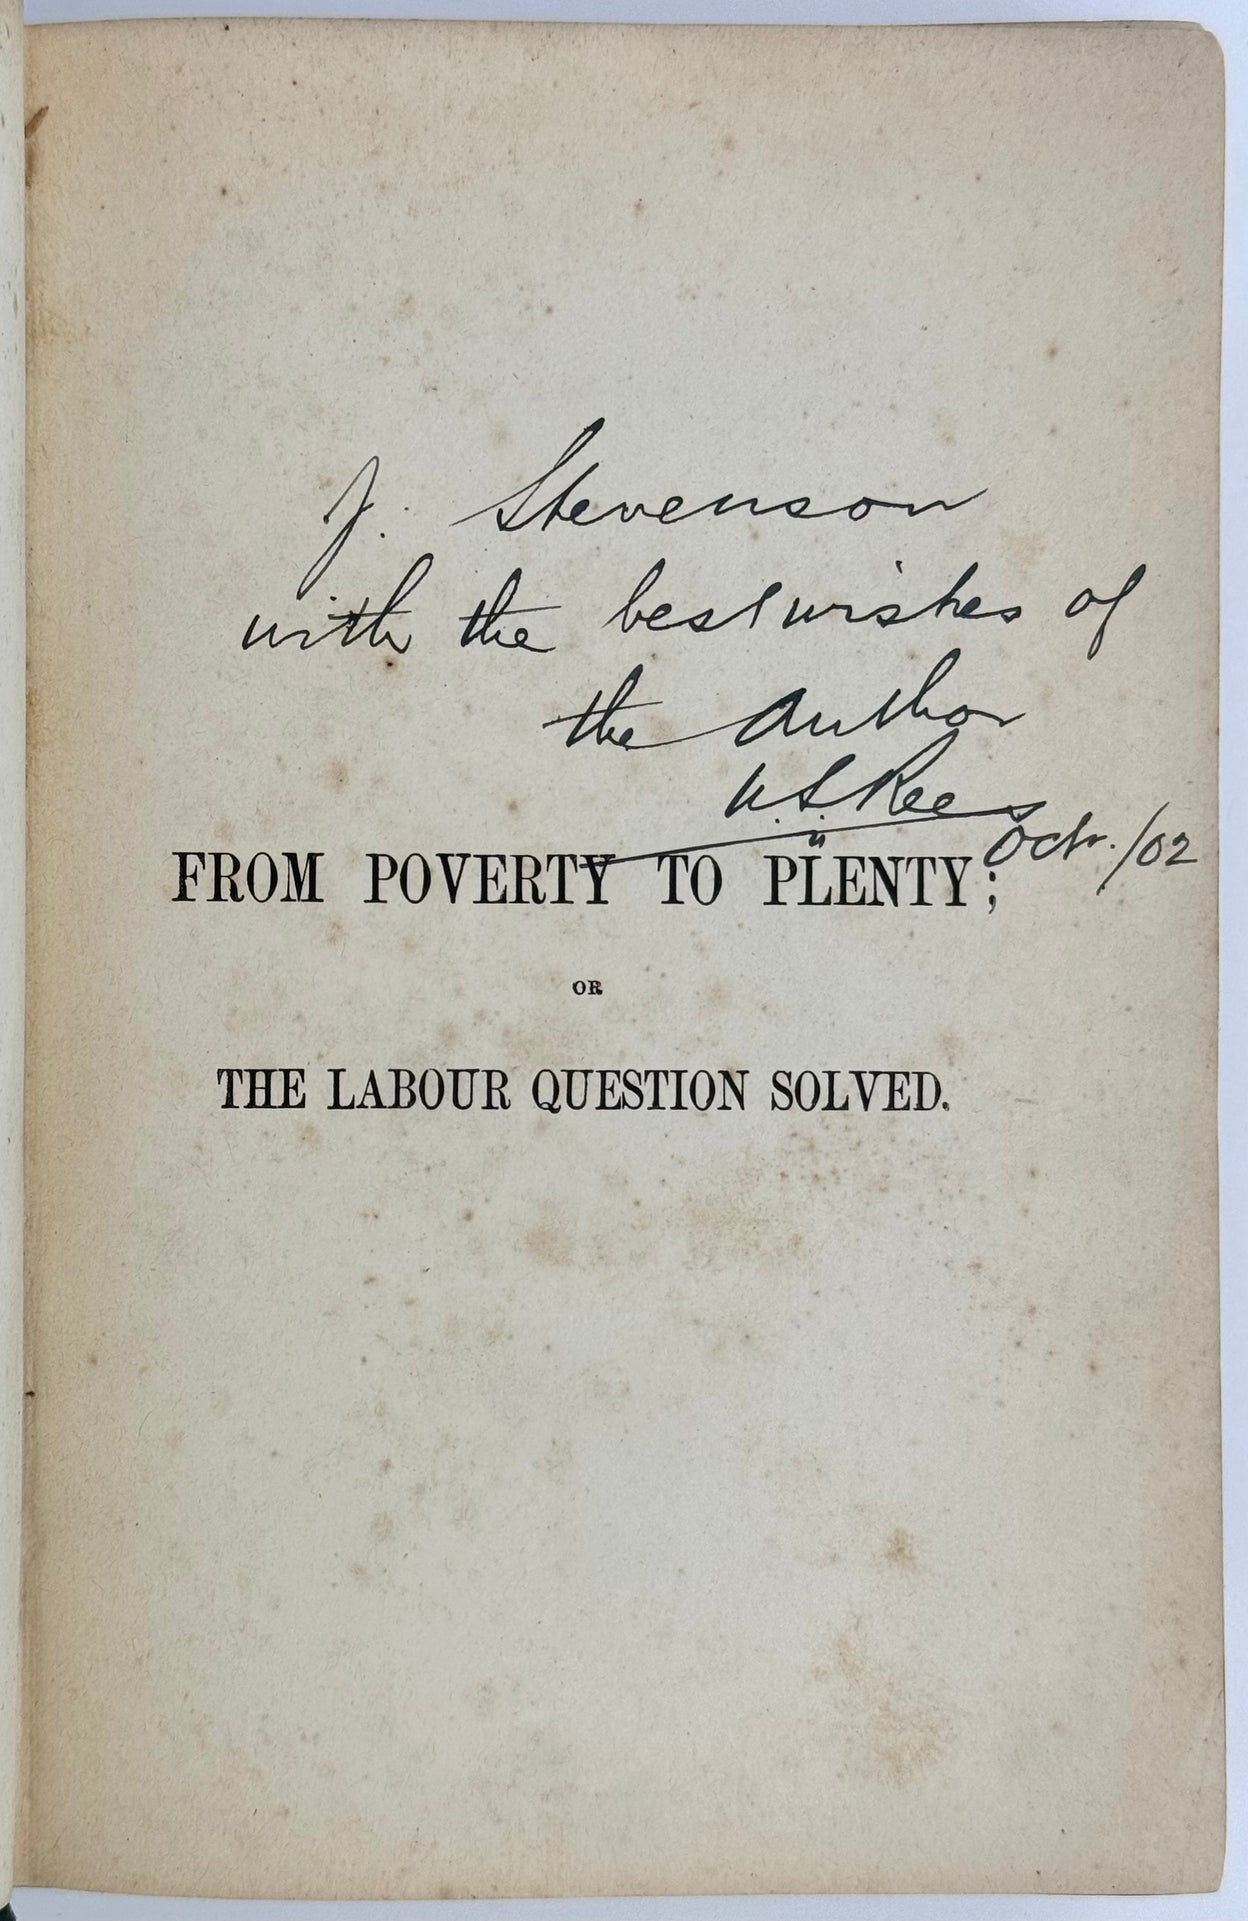 J. Stevenson
with the best wishes of
the author
W. L. Rees
Octr. /02
FROM POVERTY TO PLENTY;
OR
THE LABOUR QUESTION SOLVED.